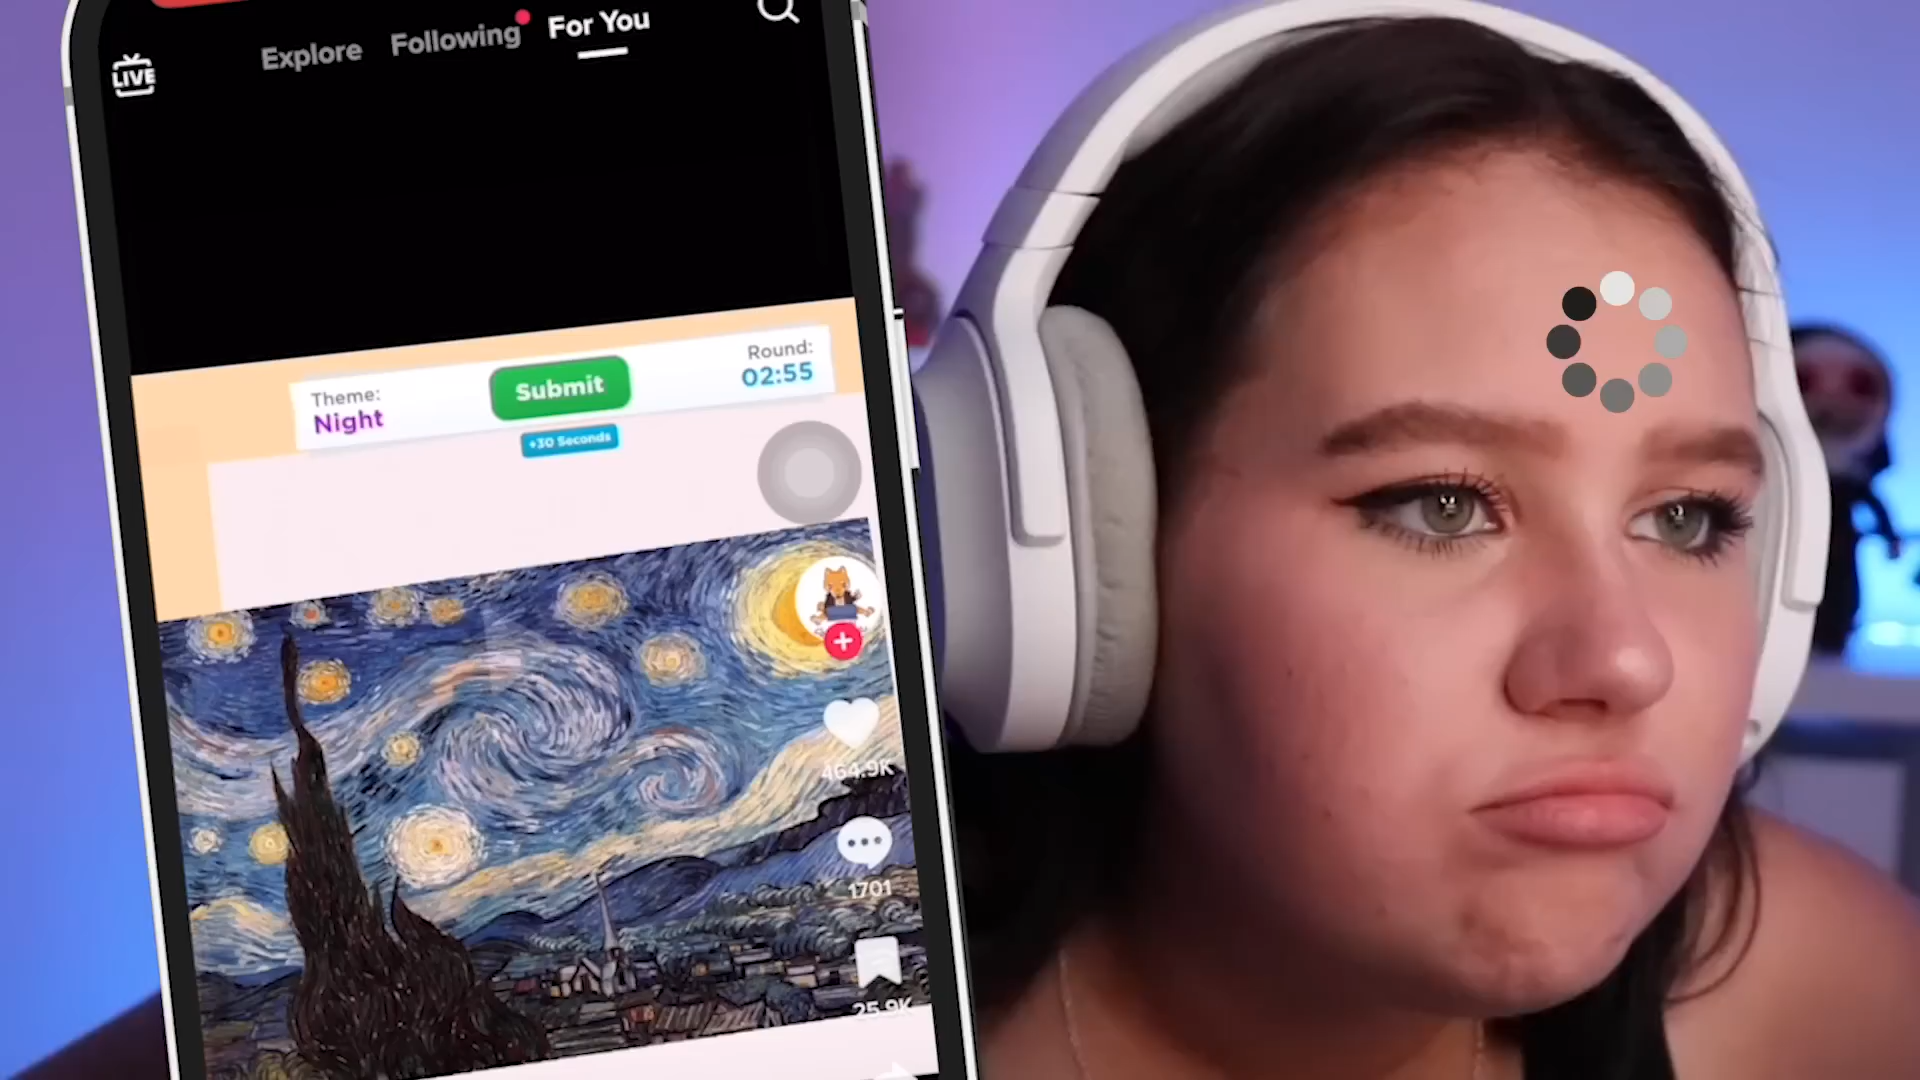 LIVE
Explore
Following
For You
Theme:
Night
Submit
Round:
02:55
+30 Seconds
464.9K
1701
25.9K